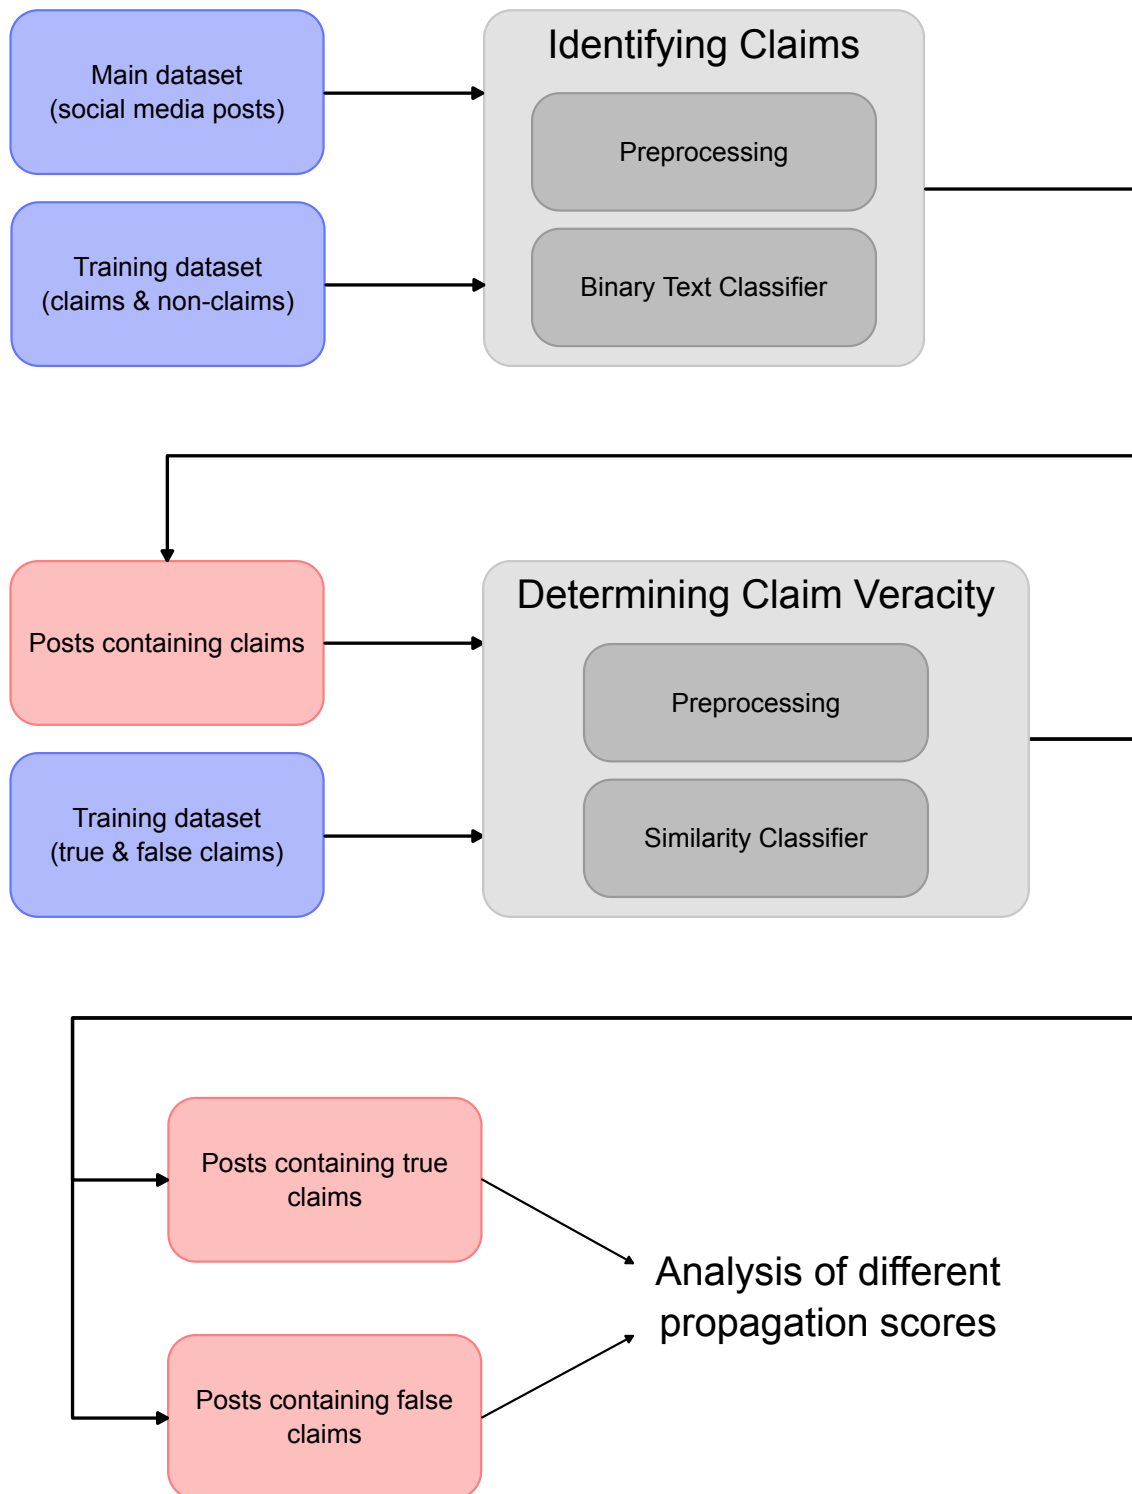 Main dataset
(social media posts)
Identifying Claims
Preprocessing
Training dataset
(claims & non-claims)
Binary Text Classifier
Posts containing claims
Determining Claim Veracity
Preprocessing
Training dataset
(true & false claims)
Similarity Classifier
Posts containing true
claims
Analysis of different
propagation scores
Posts containing false
claims